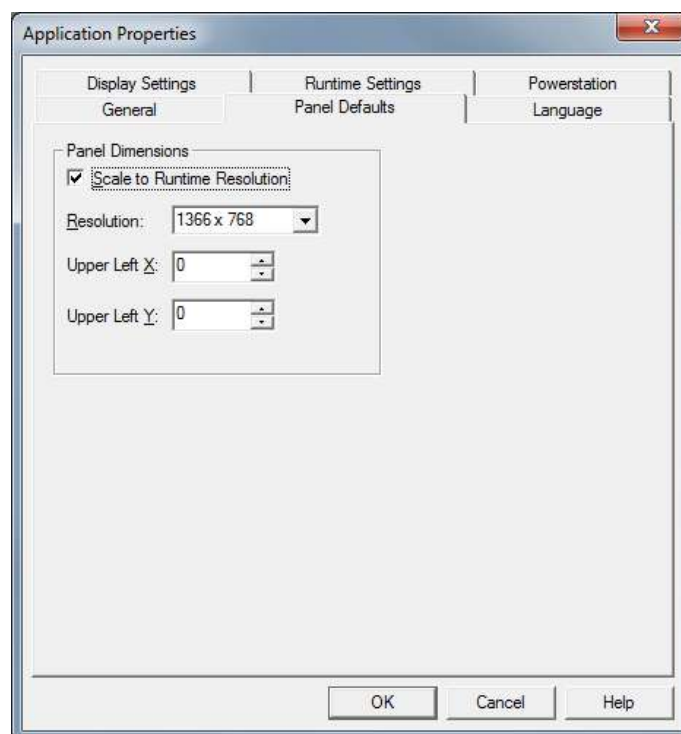 Application Properties
Display Settings Runtime Settings Powerstation
General Panel Defaults Language
Panel Dimensions
Scale to Runtime Resolution
Resolution: 1366 x 768
Upper Left X: 0
Upper Left Y: 0
OK Cancel Help